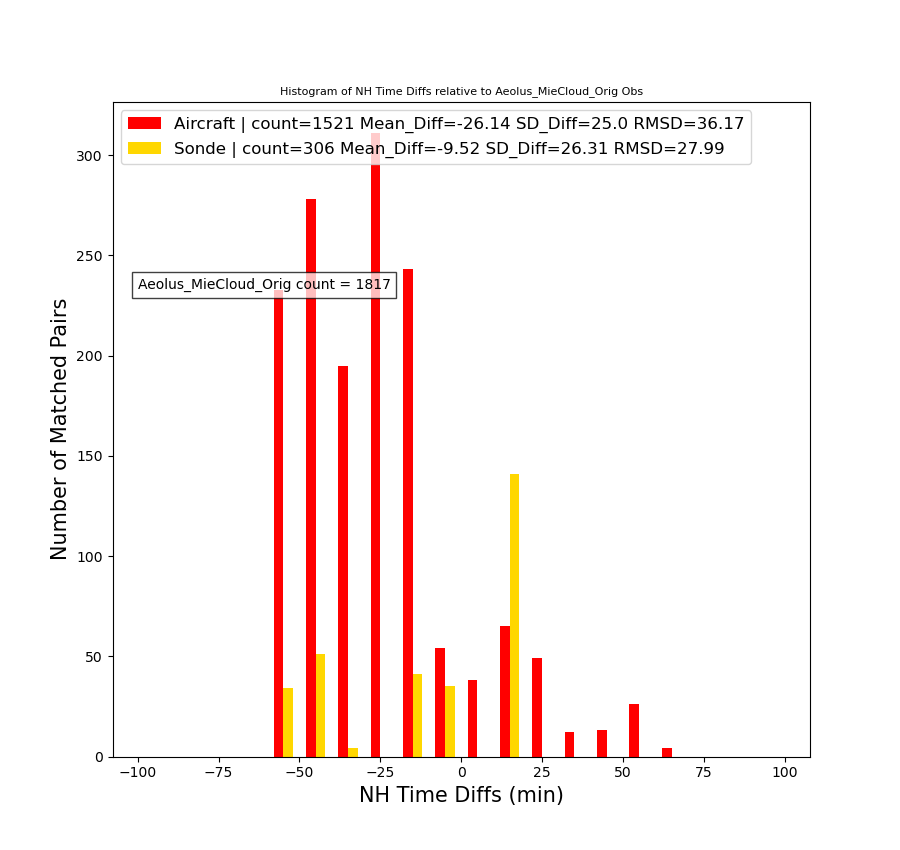 Histogram of NH Time Diffs relative to Aeolus_MieCloud_Orig Obs
Aircraft | count=1521 Mean_Diff=-26.14 SD_Diff=25.0 RMSD=36.17
Sonde | count=306 Mean_Diff=-9.52 SD_Diff=26.31 RMSD=27.99
Aeolus_MieCloud_Orig count = 1817
Number of Matched Pairs
300
250
200
150
100
50
0
−100 −75 −50 −25 0 25 50 75 100
NH Time Diffs (min)